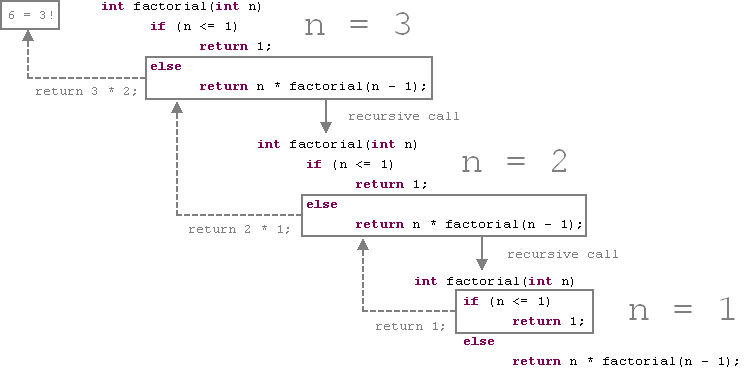 6 = 3!
int factorial(int n)
if (n <= 1)
return 1;
n = 3
else
return n * factorial(n - 1);
return 3 * 2;
recursive call
int factorial(int n)
if (n <= 1)
return 1;
n = 2
else
return n * factorial(n - 1);
return 2 * 1;
recursive call
int factorial(int n)
if (n <= 1)
return 1;
n = 1
return 1;
else
return n * factorial(n - 1);